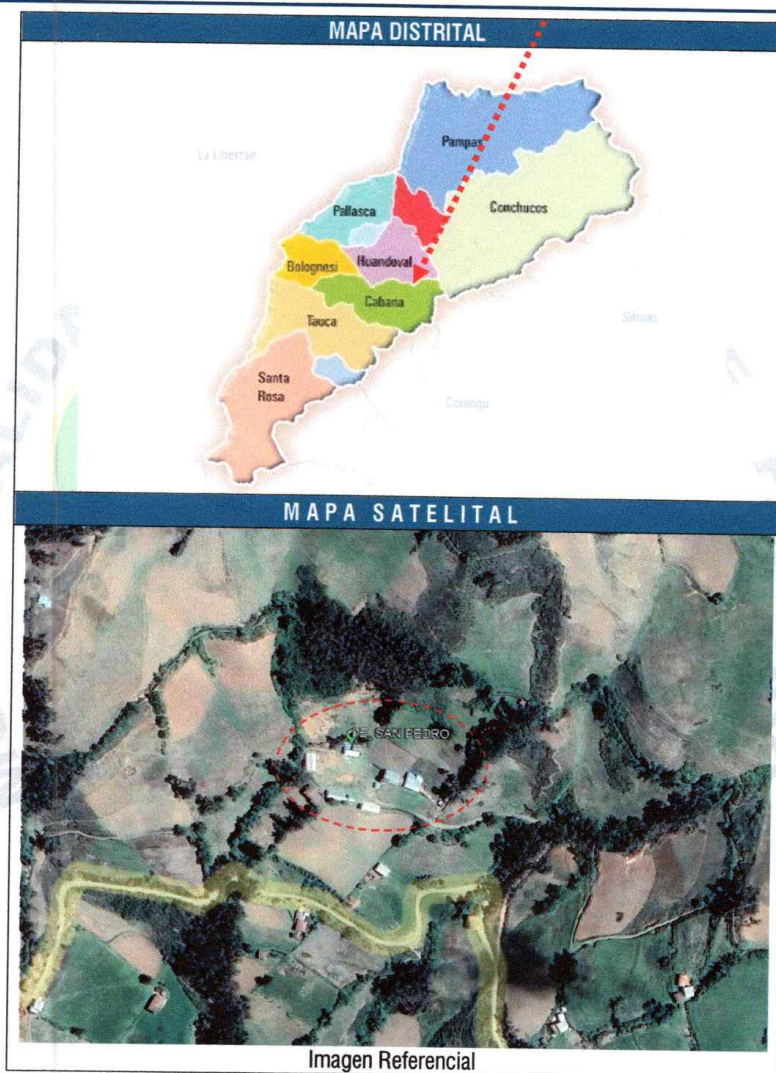 MAPA DISTRITAL
La Libertad
Pampas
Conchucos
Pallasca
Huandoval
Bolognesi
Cabana
Tauca
Sihuas
Santa
Rosa
Corongo
MAPA SATELITAL
SAN PEDRO
Imagen Referencial